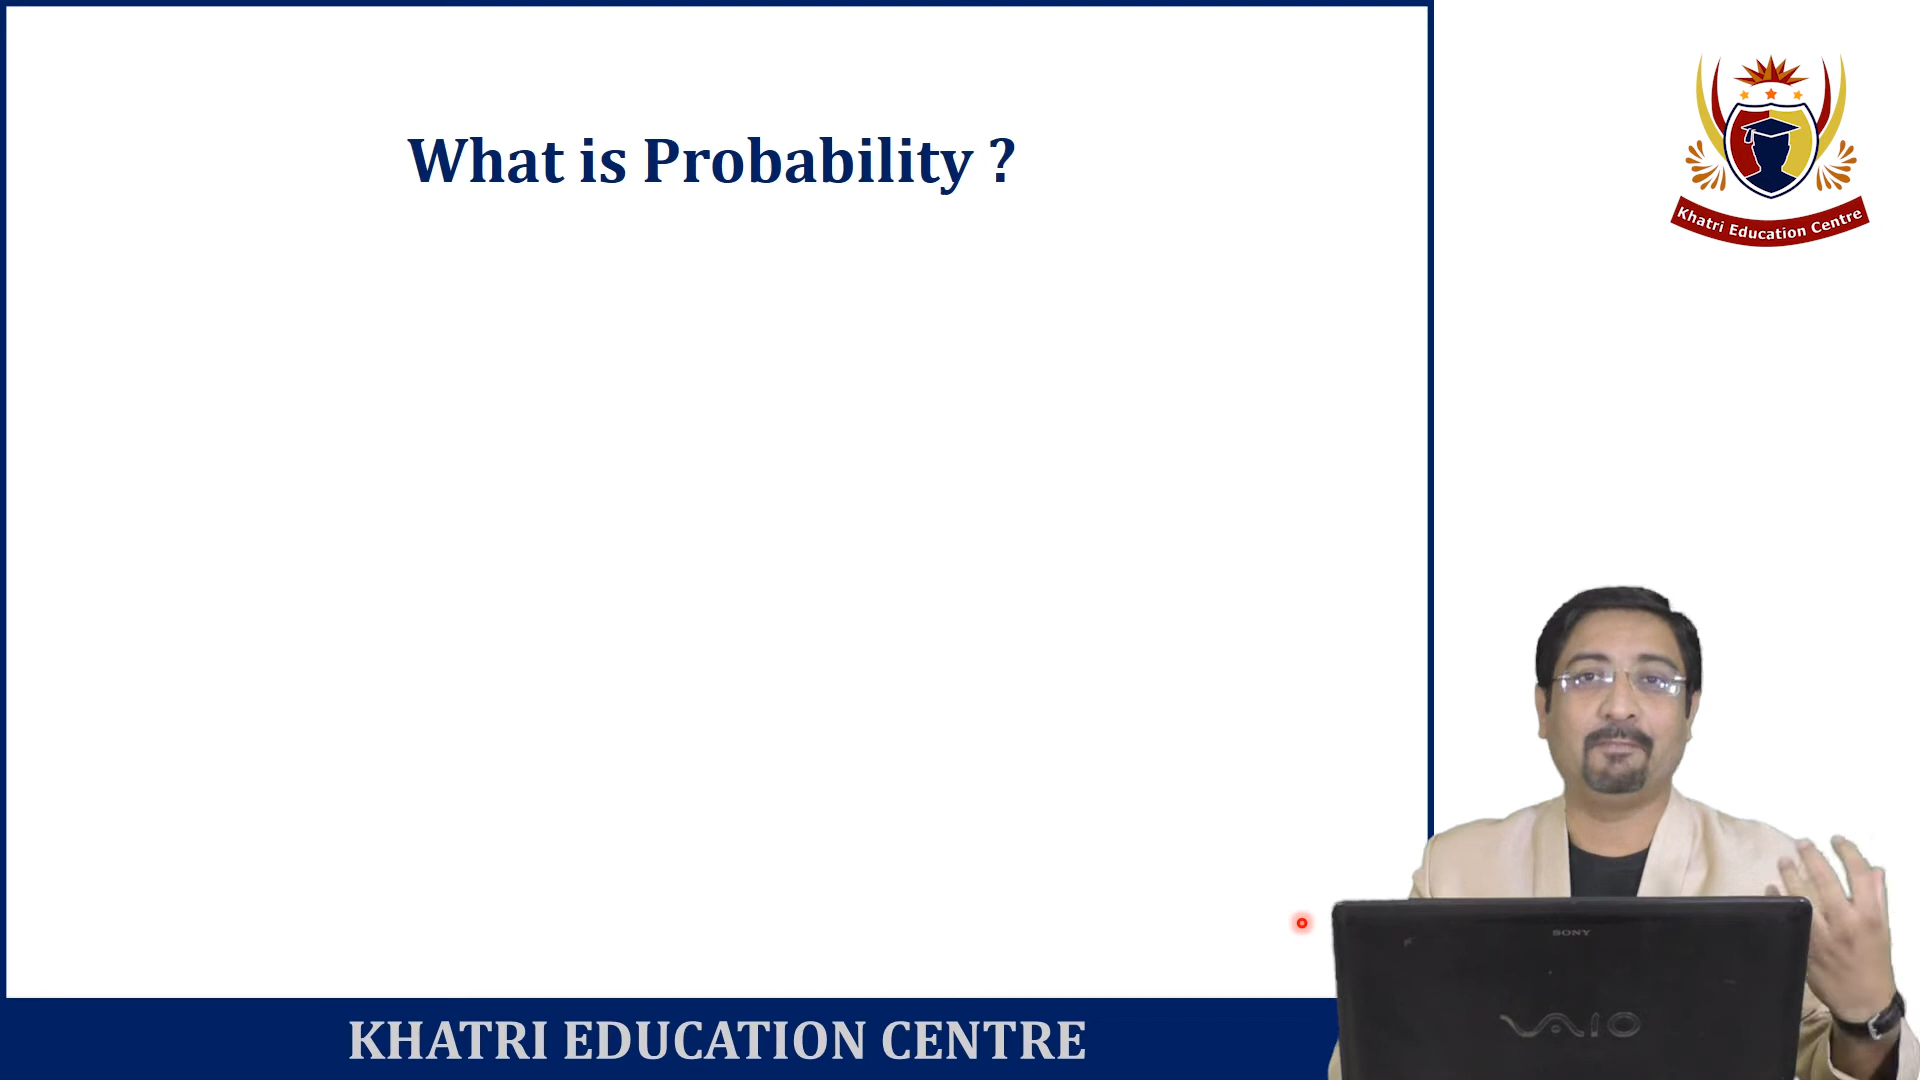 What is Probability ?
Khatri Education Centre
SONY
VAIO
KHATRI EDUCATION CENTRE